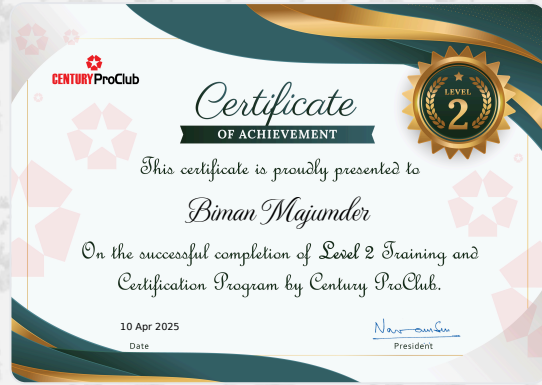 CENTURY ProClub
Certificate
OF ACHIEVEMENT
LEVEL
2
This certificate is proudly presented to
Biman Majumder
On the successful completion of Level 2 Training and
Certification Program by Century ProClub.
10 Apr 2025
Date
President